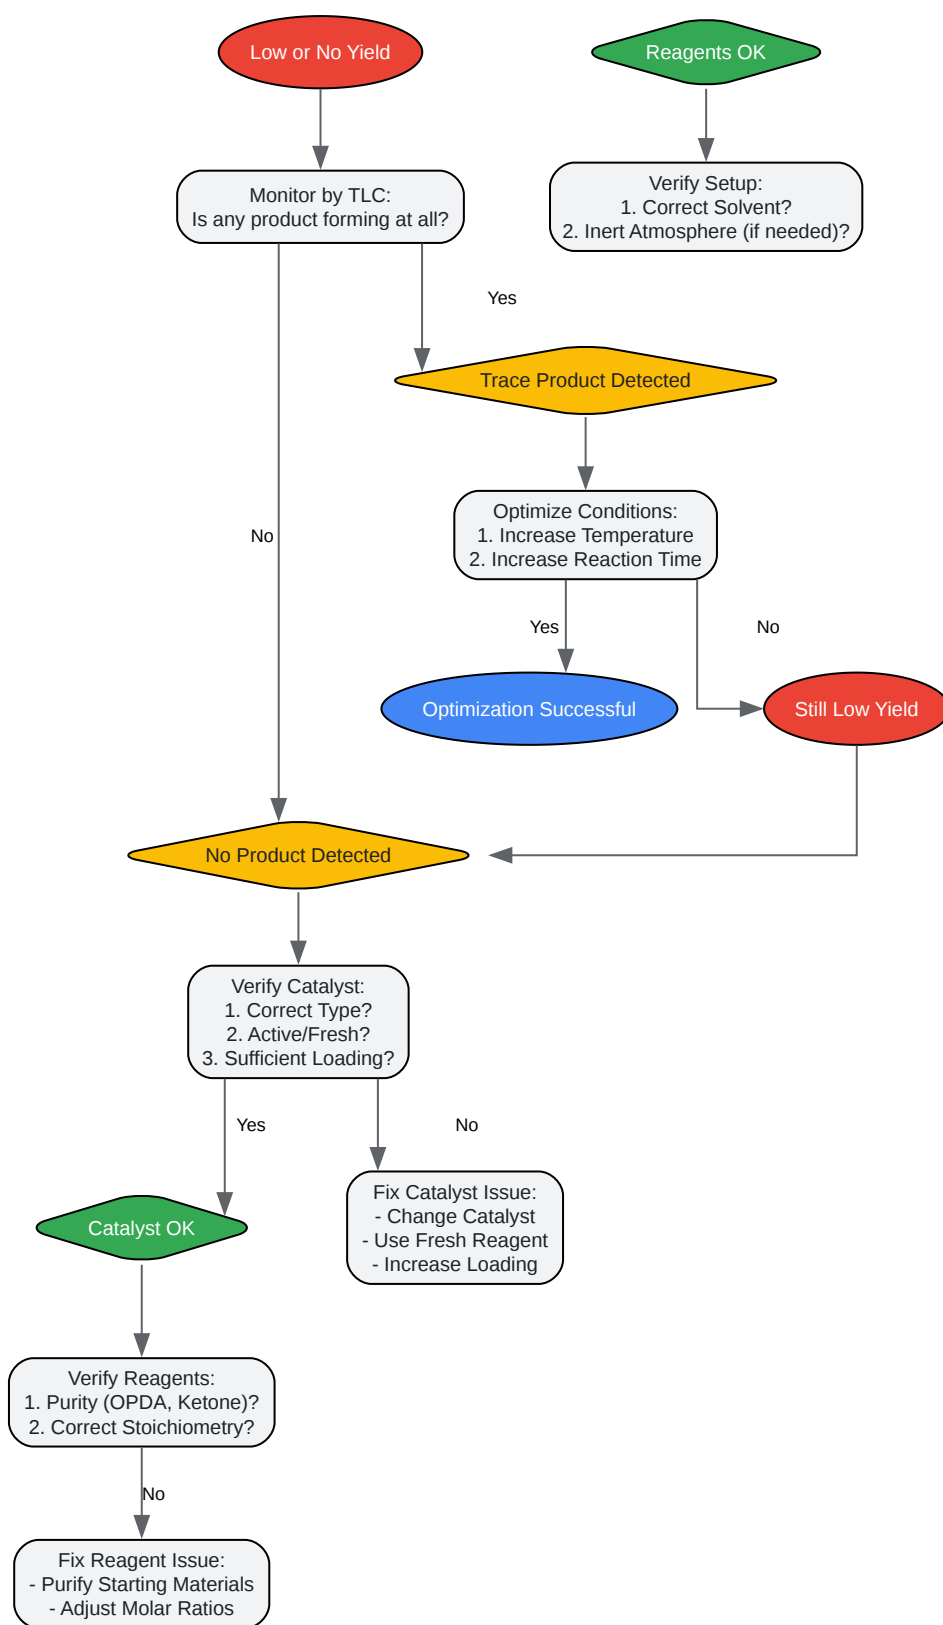 Low or No Yield
Reagents OK
Monitor by TLC:
Is any product forming at all?
Verify Setup:
1. Correct Solvent?
2. Inert Atmosphere (if needed)?
Yes
Trace Product Detected
Optimize Conditions:
1. Increase Temperature
2. Increase Reaction Time
No
Yes
No
Optimization Successful
Still Low Yield
No Product Detected
Verify Catalyst:
1. Correct Type?
2. Active/Fresh?
3. Sufficient Loading?
Yes
No
Catalyst OK
Fix Catalyst Issue:
- Change Catalyst
- Use Fresh Reagent
- Increase Loading
Verify Reagents:
1. Purity (OPDA, Ketone)?
2. Correct Stoichiometry?
No
Fix Reagent Issue:
- Purify Starting Materials
- Adjust Molar Ratios